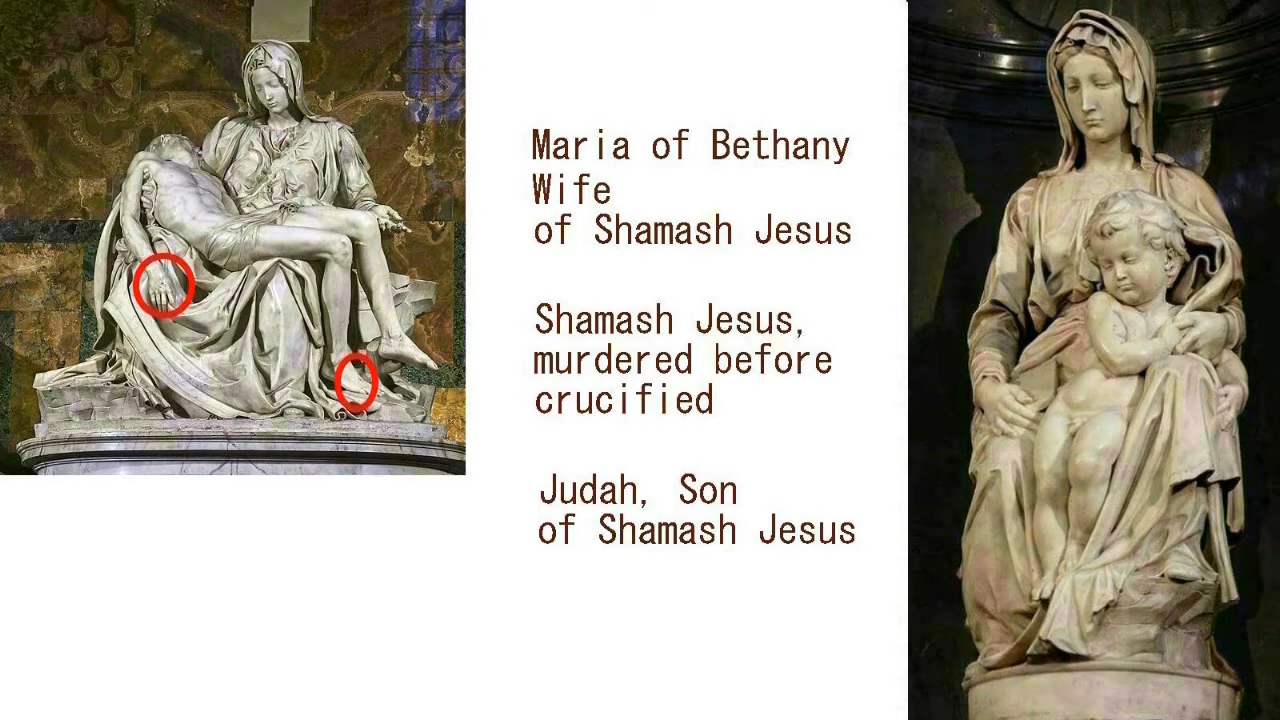 Maria of Bethany
Wife
of Shamash Jesus
Shamash Jesus,
murdered before
crucified
Judah, Son
of Shamash Jesus